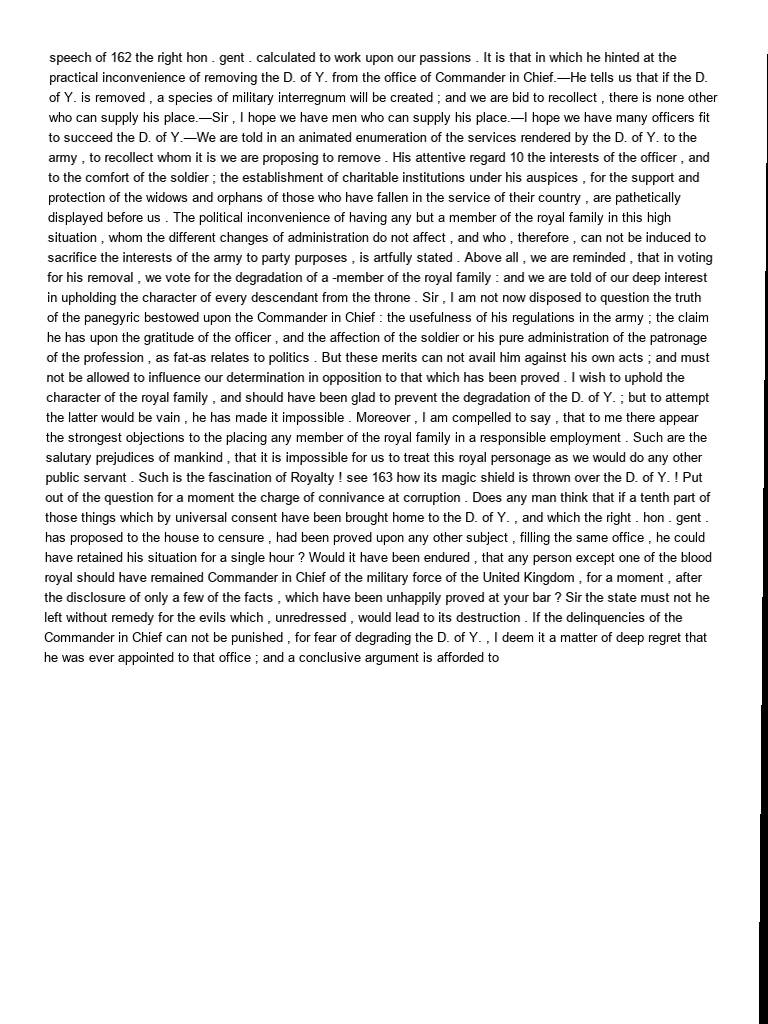 speech of 162 the right hon . gent . calculated to work upon our passions . It is that in which he hinted at the
practical inconvenience of removing the D. of Y. from the office of Commander in Chief.—He tells us that if the D.
of Y. is removed , a species of military interregnum will be created ; and we are bid to recollect , there is none other
who can supply his place.—Sir , I hope we have men who can supply his place.—I hope we have many officers fit
to succeed the D. of Y.—We are told in an animated enumeration of the services rendered by the D. of Y. to the
army , to recollect whom it is we are proposing to remove . His attentive regard 10 the interests of the officer , and
to the comfort of the soldier ; the establishment of charitable institutions under his auspices , for the support and
protection of the widows and orphans of those who have fallen in the service of their country , are pathetically
displayed before us . The political inconvenience of having any but a member of the royal family in this high
situation , whom the different changes of administration do not affect , and who , therefore , can not be induced to
sacrifice the interests of the army to party purposes , is artfully stated . Above all , we are reminded , that in voting
for his removal , we vote for the degradation of a -member of the royal family : and we are told of our deep interest
in upholding the character of every descendant from the throne . Sir , I am not now disposed to question the truth
of the panegyric bestowed upon the Commander in Chief : the usefulness of his regulations in the army ; the claim
he has upon the gratitude of the officer , and the affection of the soldier or his pure administration of the patronage
of the profession , as fat-as relates to politics . But these merits can not avail him against his own acts ; and must
not be allowed to influence our determination in opposition to that which has been proved . I wish to uphold the
character of the royal family , and should have been glad to prevent the degradation of the D. of Y. ; but to attempt
the latter would be vain , he has made it impossible . Moreover , I am compelled to say , that to me there appear
the strongest objections to the placing any member of the royal family in a responsible employment . Such are the
salutary prejudices of mankind , that it is impossible for us to treat this royal personage as we would do any other
public servant . Such is the fascination of Royalty ! see 163 how its magic shield is thrown over the D. of Y. ! Put
out of the question for a moment the charge of connivance at corruption . Does any man think that if a tenth part of
those things which by universal consent have been brought home to the D. of Y. , and which the right . hon . gent .
has proposed to the house to censure , had been proved upon any other subject , filling the same office , he could
have retained his situation for a single hour ? Would it have been endured , that any person except one of the blood
royal should have remained Commander in Chief of the military force of the United Kingdom , for a moment , after
the disclosure of only a few of the facts , which have been unhappily proved at your bar ? Sir the state must not he
left without remedy for the evils which , unredressed , would lead to its destruction . If the delinquencies of the
Commander in Chief can not be punished , for fear of degrading the D. of Y. , I deem it a matter of deep regret that
he was ever appointed to that office ; and a conclusive argument is afforded to